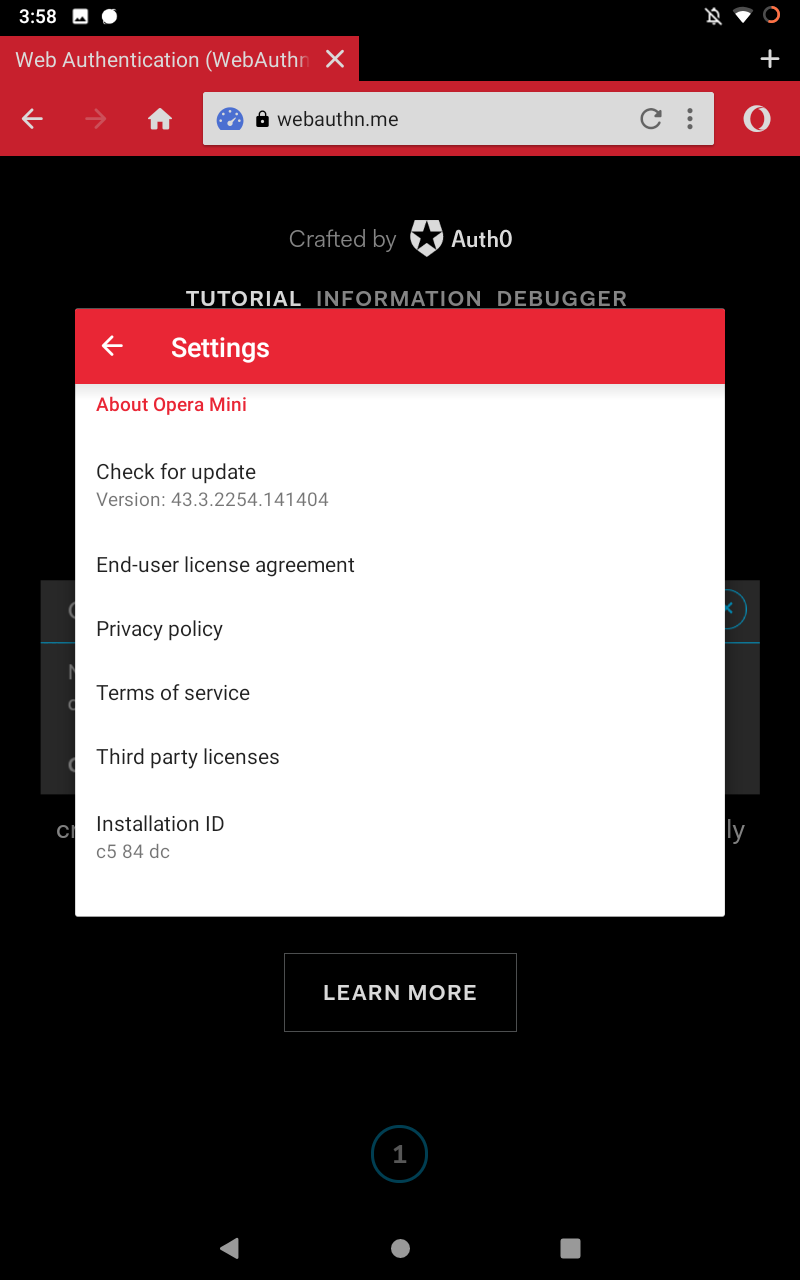 3:58
Web Authentication (WebAuthn
webauthn.me
Crafted by Auth0
TUTORIAL INFORMATION DEBUGGER
Settings
About Opera Mini
Check for update
Version: 43.3.2254.141404
End-user license agreement
Privacy policy
Terms of service
Third party licenses
Installation ID
c5 84 dc
ly
LEARN MORE
1